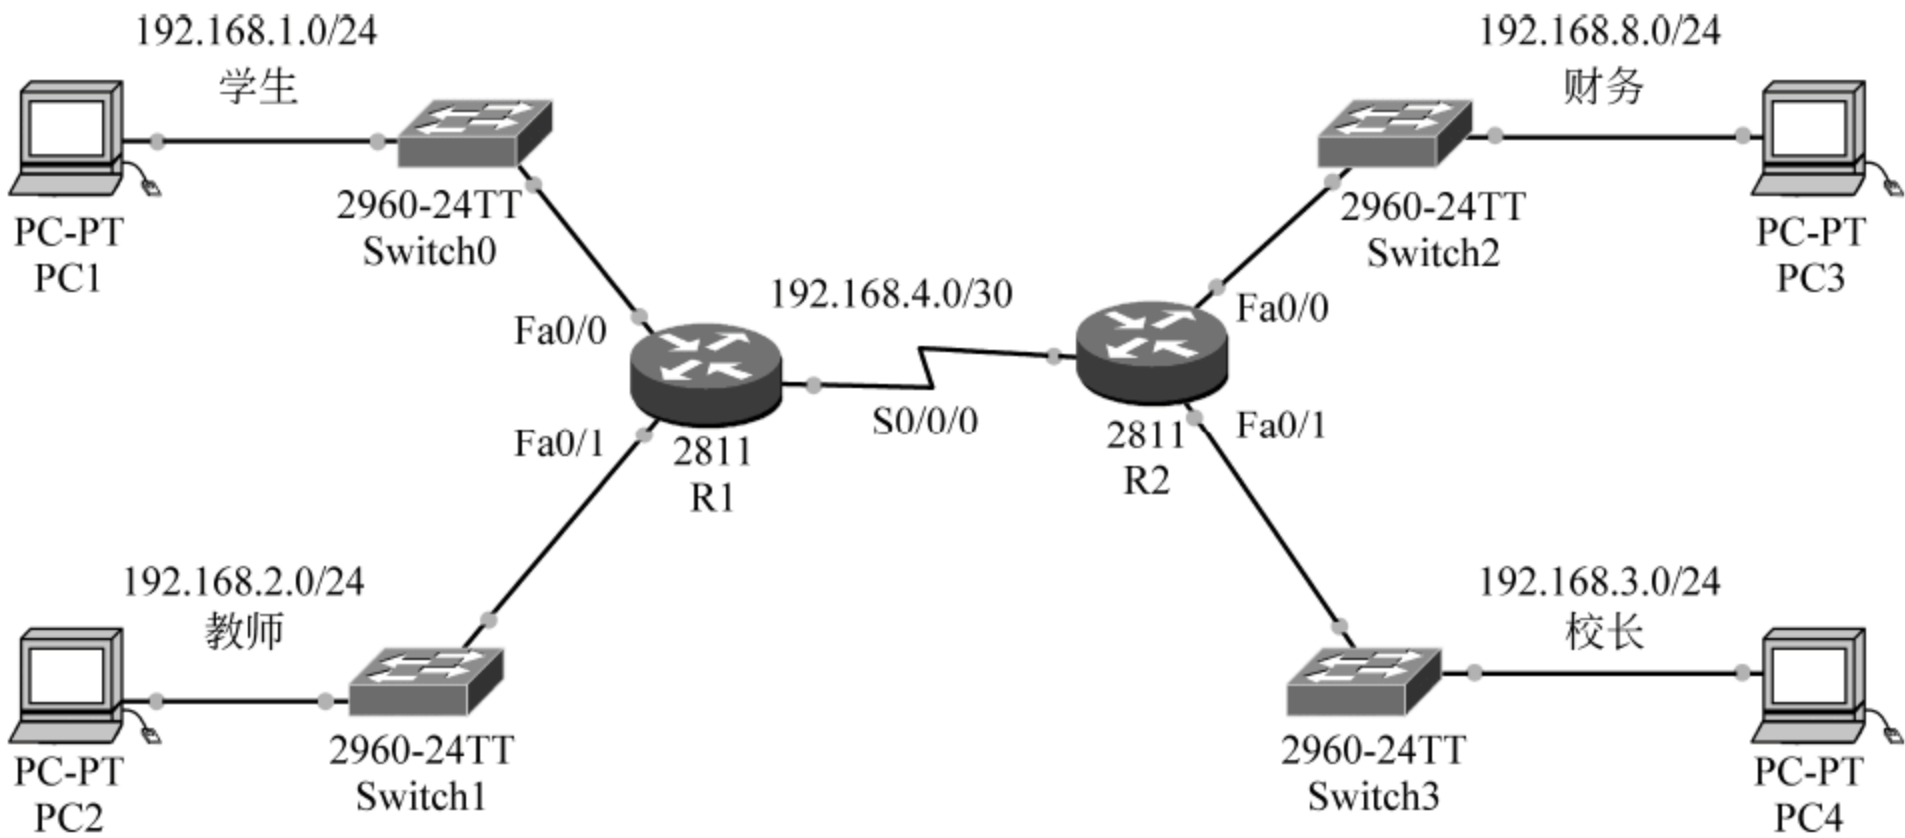 192.168.1.0/24
学生
PC-PT
PC1
2960-24TT
Switch0
Fa0/0
192.168.4.0/30
S0/0/0
Fa0/1
2811
R1
192.168.2.0/24
教师
PC-PT
PC2
2960-24TT
Switch1
192.168.8.0/24
财务
2960-24TT
Switch2
PC-PT
PC3
Fa0/0
2811
R2
Fa0/1
192.168.3.0/24
校长
2960-24TT
Switch3
PC-PT
PC4